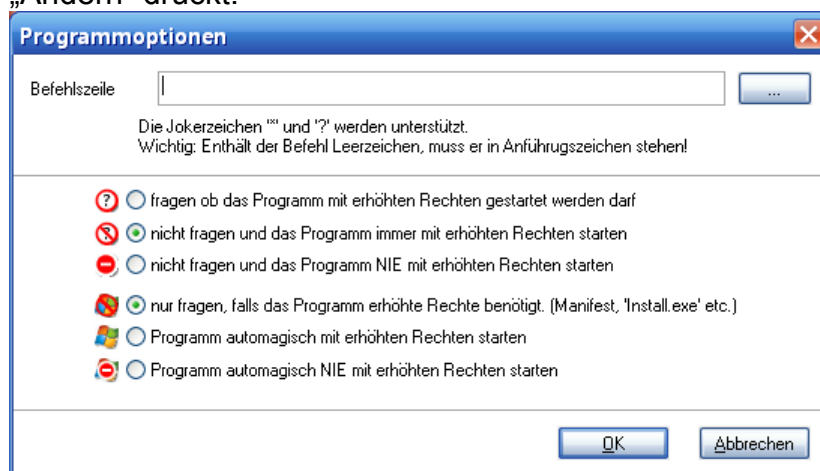 „Ändern“ drückt.
Programmoptionen
Befehlszeile
...
Die Jokerzeichen '*' und '?' werden unterstützt.
Wichtig: Enthält der Befehl Leerzeichen, muss er in Anführugszeichen stehen!
fragen ob das Programm mit erhöhten Rechten gestartet werden darf
nicht fragen und das Programm immer mit erhöhten Rechten starten
nicht fragen und das Programm NIE mit erhöhten Rechten starten
nur fragen, falls das Programm erhöhte Rechte benötigt. (Manifest, 'Install.exe' etc.)
Programm automagisch mit erhöhten Rechten starten
Programm automagisch NIE mit erhöhten Rechten starten
OK Abbrechen